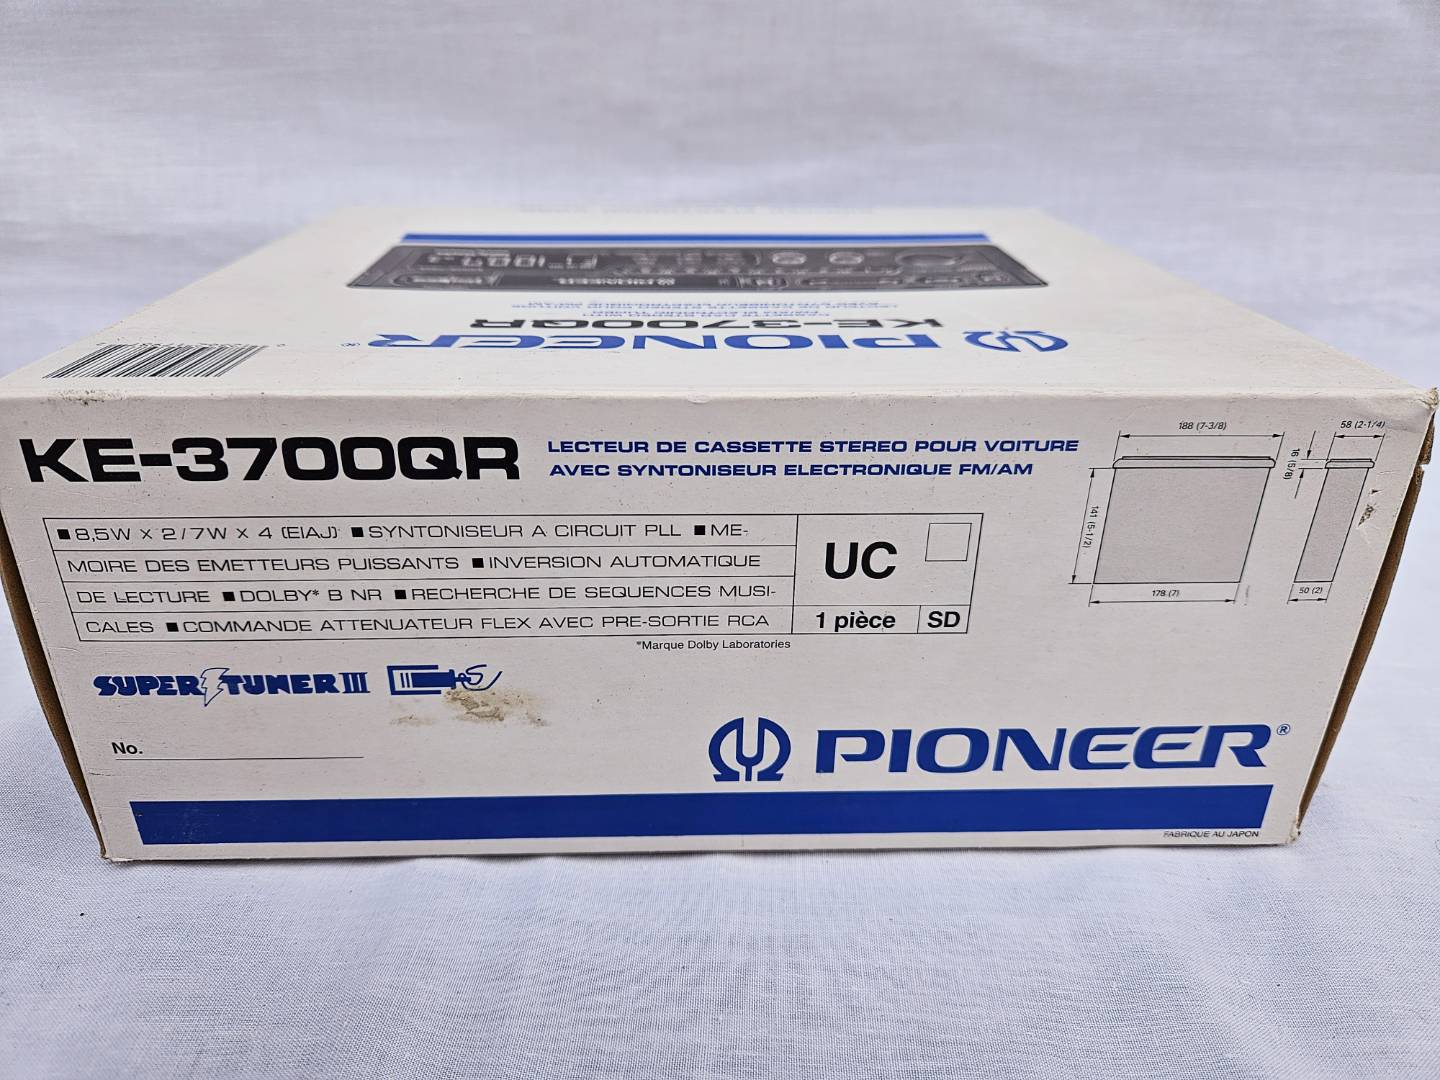 PIONEER®
KE-3700QR
KE-3700QR
LECTEUR DE CASSETTE STEREO POUR VOITURE
AVEC SYNTONISEUR ELECTRONIQUE FM/AM
■ 8,5W × 2/7W × 4 (EIAJ) ■ SYNTONISEUR A CIRCUIT PLL ■ ME-
MOIRE DES EMETTEURS PUISSANTS ■ INVERSION AUTOMATIQUE
DE LECTURE ■ DOLBY* B NR ■ RECHERCHE DE SEQUENCES MUSI-
CALES ■ COMMANDE ATTENUATEUR FLEX AVEC PRE-SORTIE RCA
UC
1 pièce
SD
*Marque Dolby Laboratories
188 (7-3/8)
58 (2-1/4)
16 (5/8)
141 (5-1/2)
178 (7)
50 (2)
SUPER TUNER III
No.
PIONEER®
FABRIQUE AU JAPON